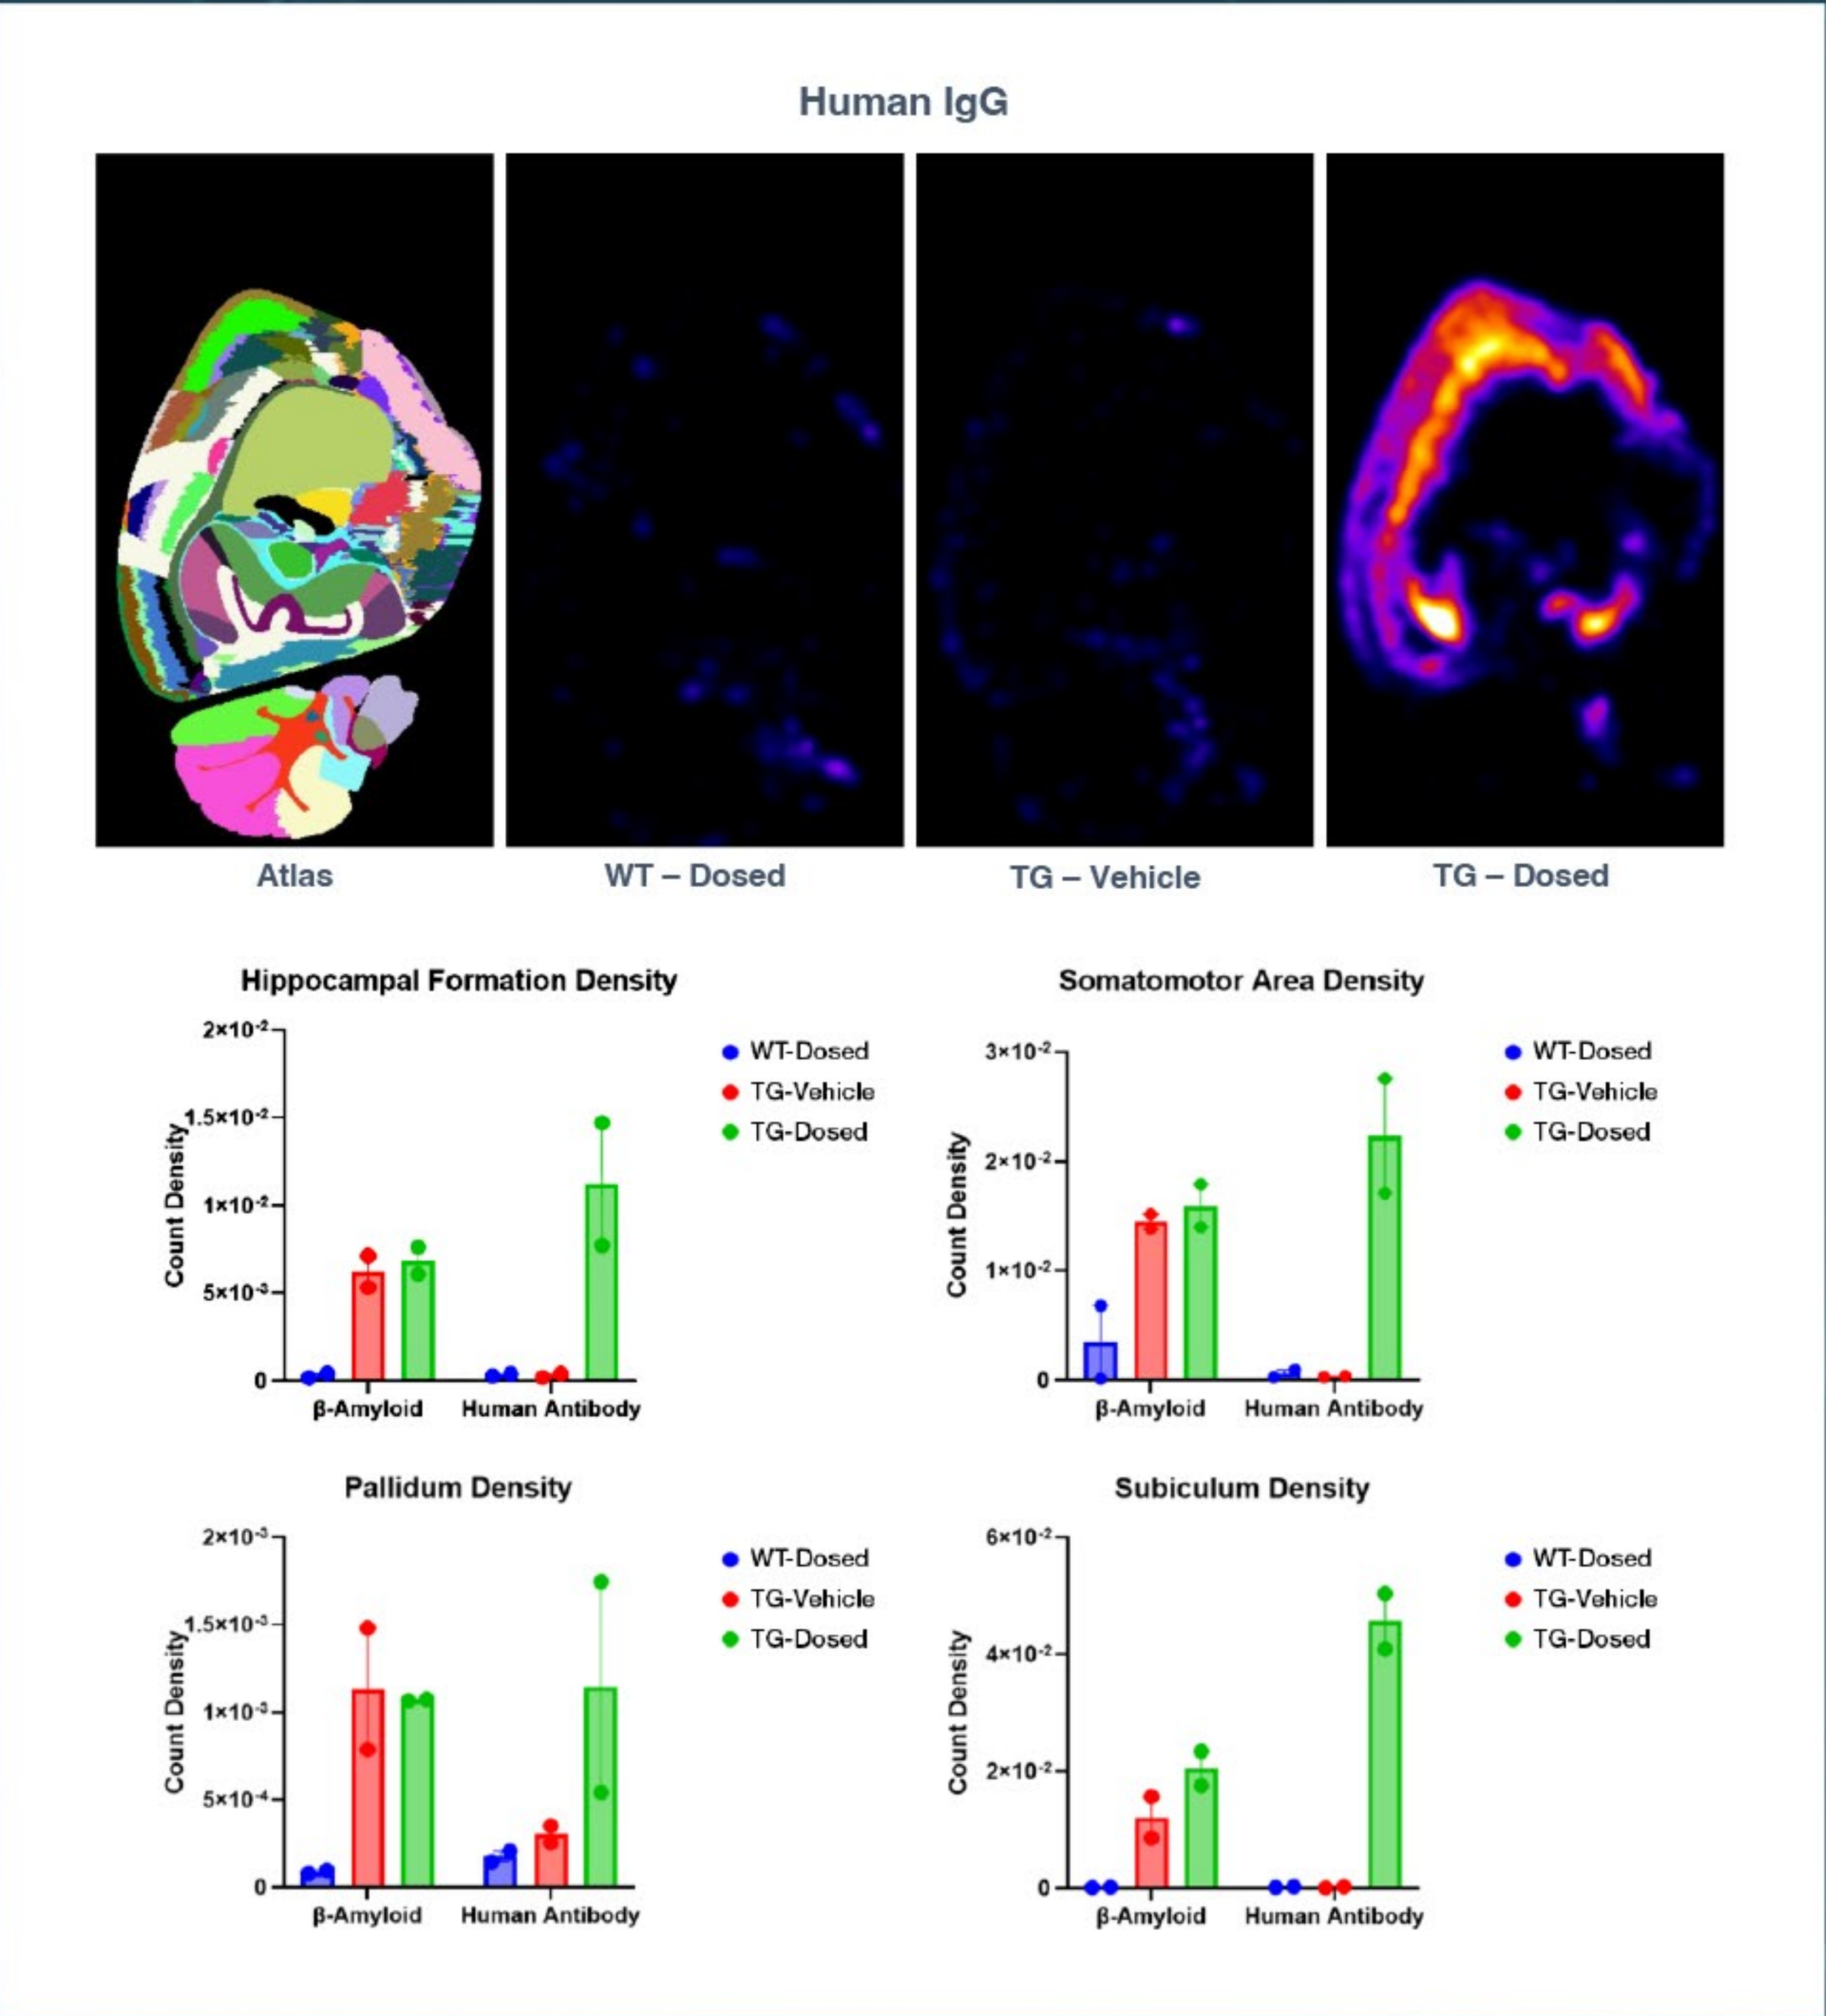 Human IgG
Atlas
WT – Dosed
TG – Vehicle
TG – Dosed
Hippocampal Formation Density
Count Density
2×10⁻²
1.5×10⁻²
1×10⁻²
5×10⁻³
0
β-Amyloid
Human Antibody
WT-Dosed
TG-Vehicle
TG-Dosed
Somatomotor Area Density
Count Density
3×10⁻²
2×10⁻²
1×10⁻²
0
β-Amyloid
Human Antibody
WT-Dosed
TG-Vehicle
TG-Dosed
Pallidum Density
Count Density
2×10⁻³
1.5×10⁻³
1×10⁻³
5×10⁻⁴
0
β-Amyloid
Human Antibody
WT-Dosed
TG-Vehicle
TG-Dosed
Subiculum Density
Count Density
6×10⁻²
4×10⁻²
2×10⁻²
0
β-Amyloid
Human Antibody
WT-Dosed
TG-Vehicle
TG-Dosed